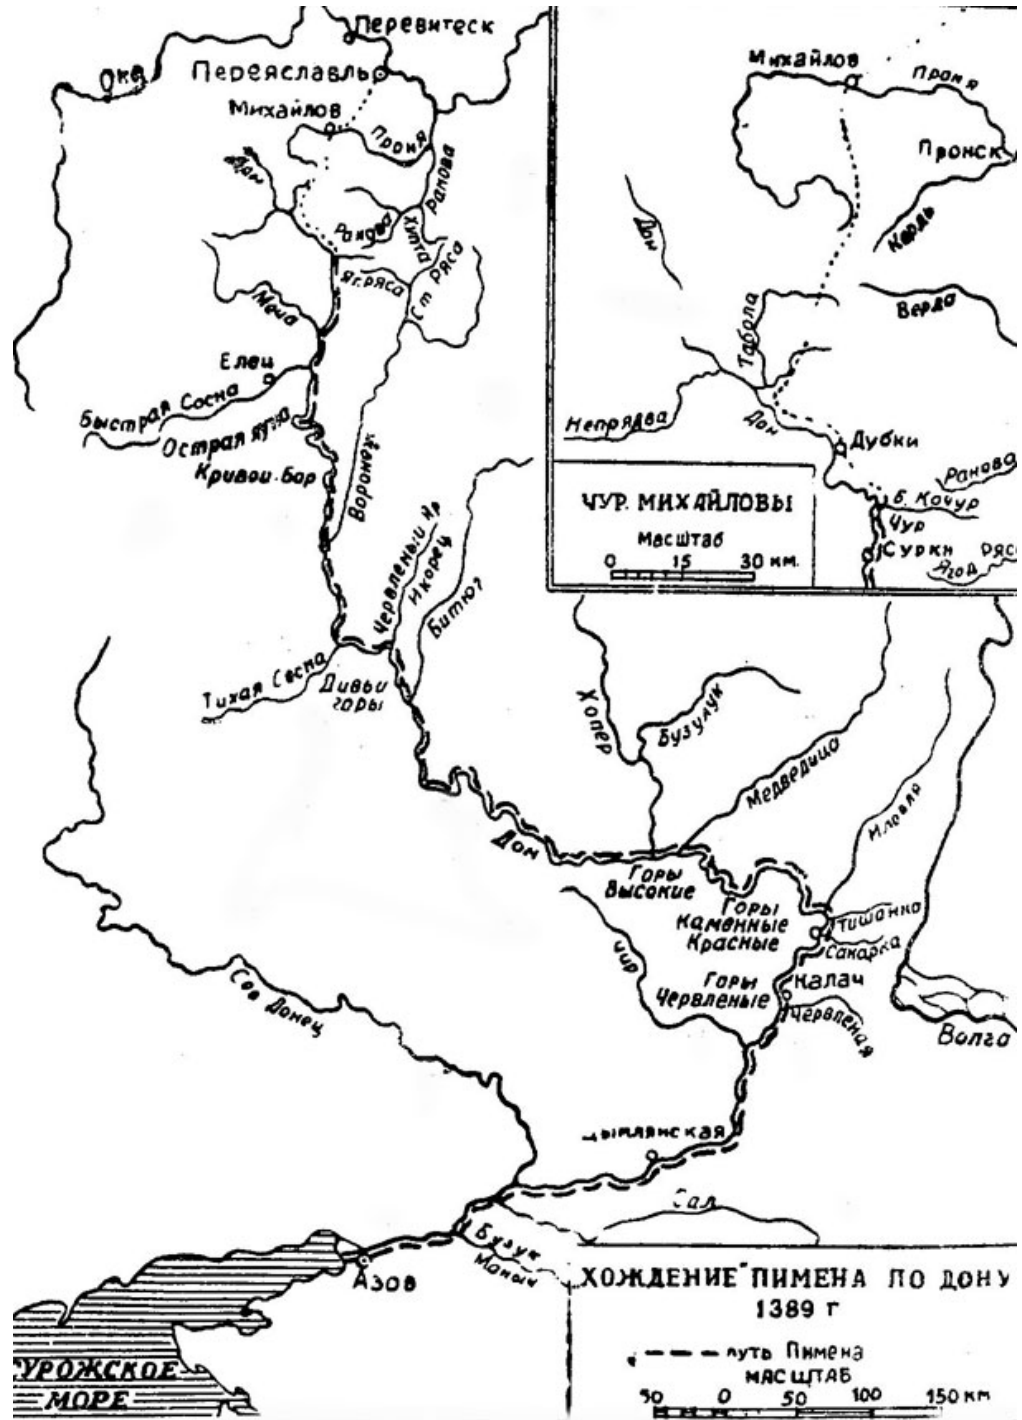 Перевитеск
Ока
Переяславль
Михайлов
Проня
Дон
Ранова
Ранова
Хупта
Яг. ряса
Ст ряса
Меча
Елец
Быстрая Сосна
Острая лука
Кривои Бор
Воронеж
Червленый Яр
Икорец
Битюг
Тихая Сосна
Дивьи
горы
Михайлов
Проня
Пронск
Кердь
Дон
Верда
Табола
Непрядва
Дон
Дубки
Ранова
Б. Кочур
Чур
Сурки
Ягод Ряса
ЧУР. МИХАЙЛОВЫ
Масштаб
0 15 30 км.
Хопер
Бузулук
Медведица
Иловля
Дон
Горы
Высокие
Горы
Каменные
Красные
Тишанка
Сакарка
Чир
Горы
Червленые
Калач
Червленая
Волга
Сев Донец
Цымлянская
Сал
Бузук
Маныч
Азов
СУРОЖСКОЕ
МОРЕ
ХОЖДЕНИЕ" ПИМЕНА ПО ДОНУ
1389 г
путь Пимена
МАСШТАБ
50 0 50 100 150 км